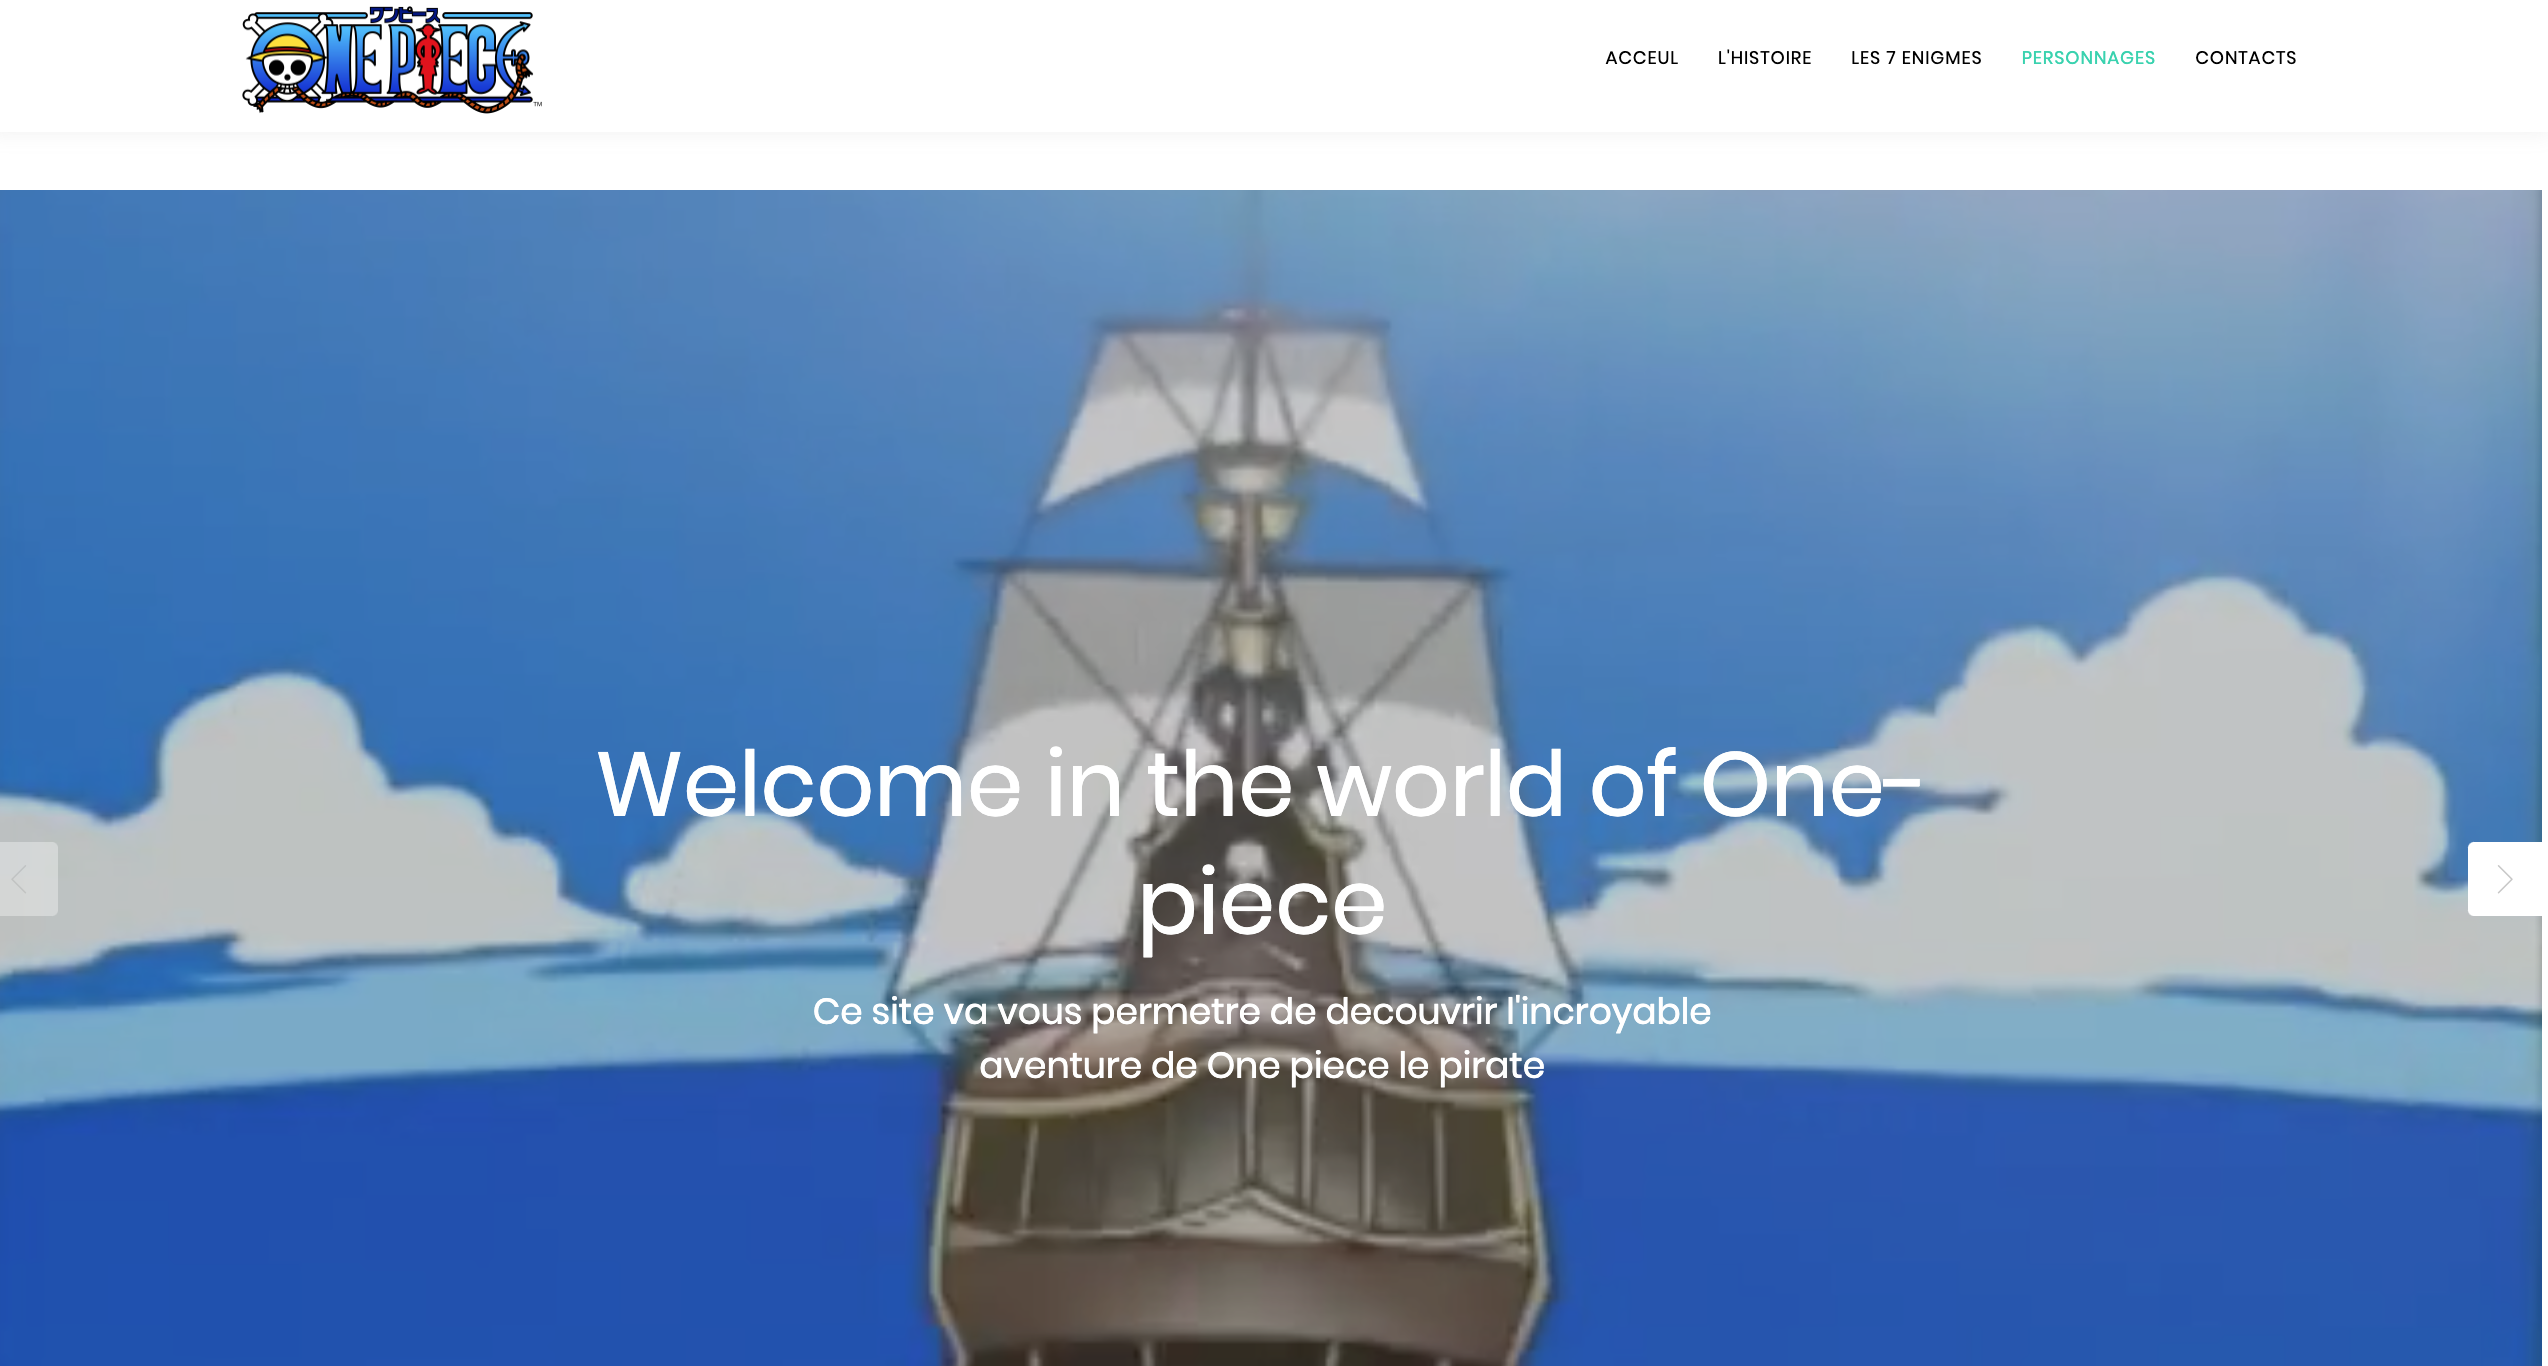 ワンピース
ONE PIECE
TM
ACCEUL L'HISTOIRE LES 7 ENIGMES PERSONNAGES CONTACTS
Welcome in the world of One-
piece
Ce site va vous permetre de decouvrir l'incroyable
aventure de One piece le pirate